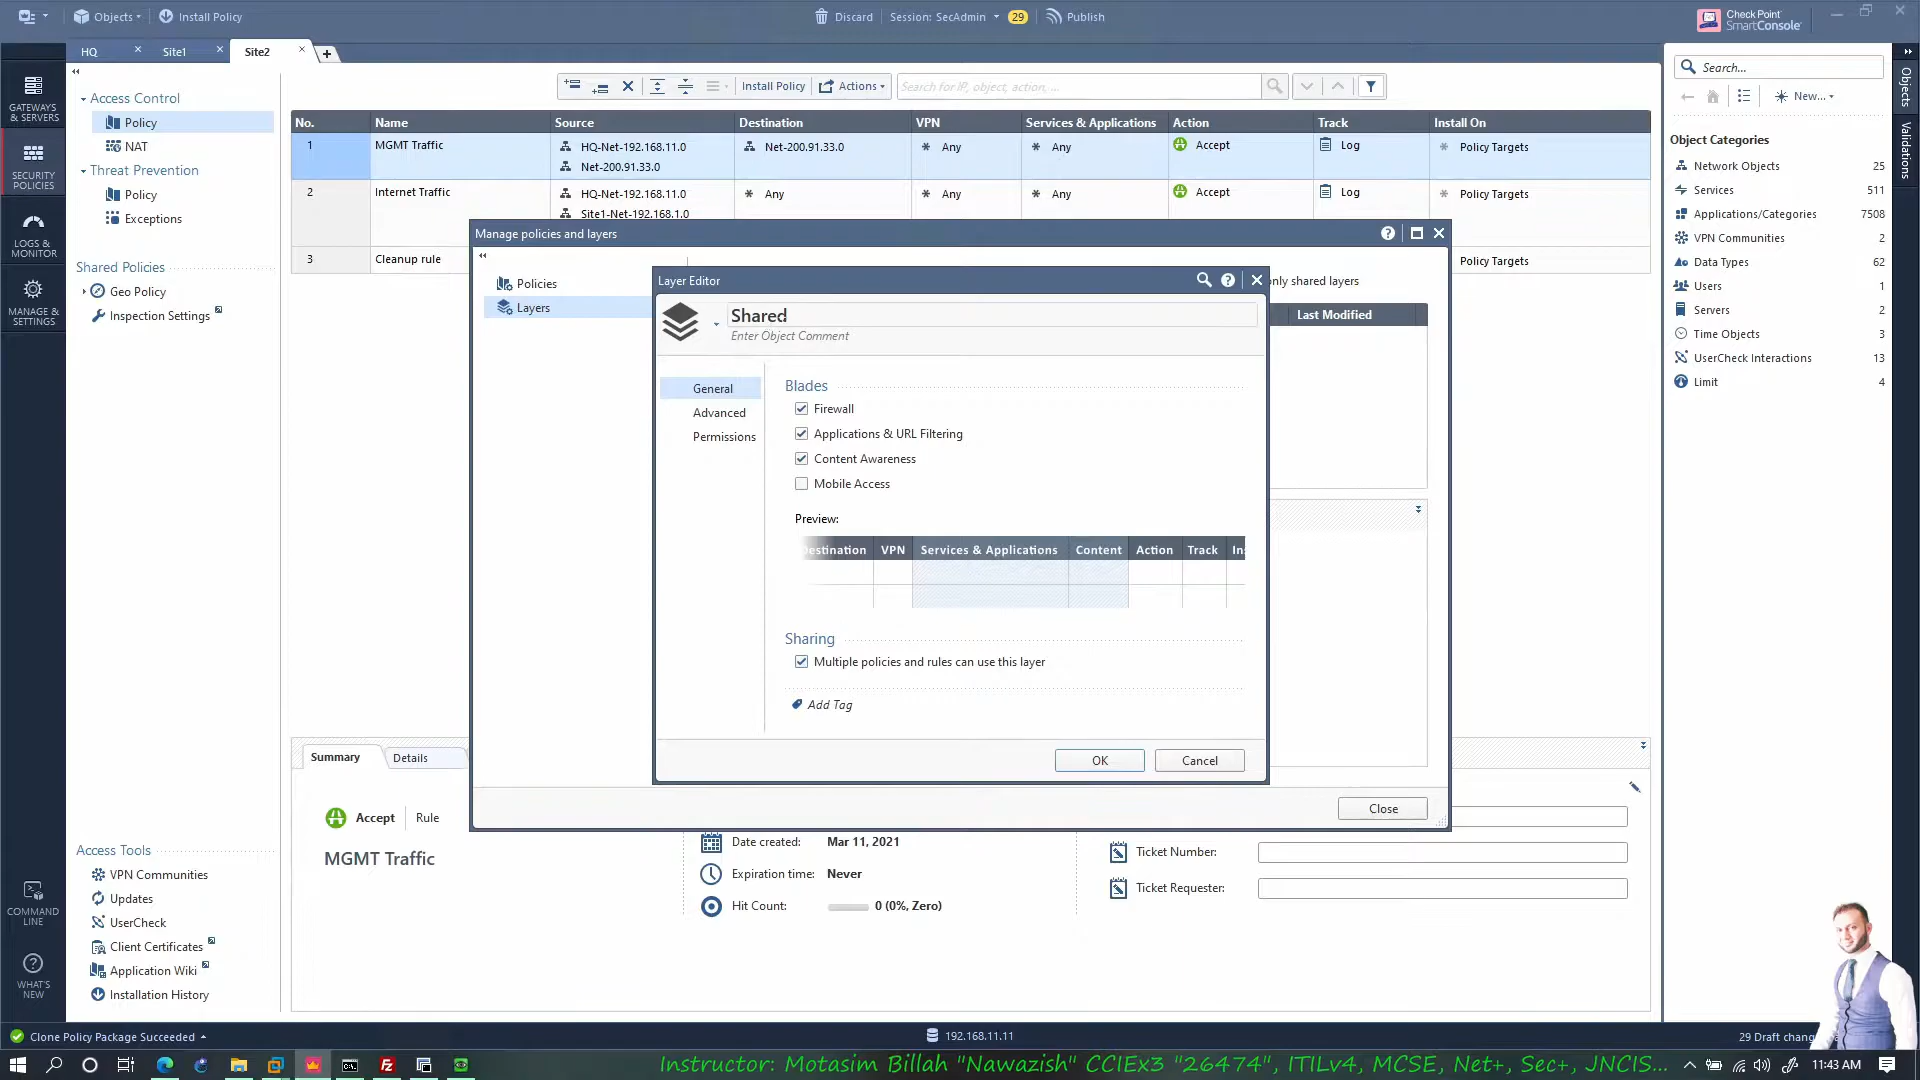 Objects
Install Policy
Discard
Session: SecAdmin
29
Publish
Check Point
SmartConsole
HQ
Site1
Site2
GATEWAYS
& SERVERS
SECURITY
POLICIES
LOGS &
MONITOR
MANAGE &
SETTINGS
COMMAND
LINE
WHAT'S
NEW
Access Control
Policy
NAT
Threat Prevention
Policy
Exceptions
Shared Policies
Geo Policy
Inspection Settings
Access Tools
VPN Communities
Updates
UserCheck
Client Certificates
Application Wiki
Installation History
Install Policy
Actions
Search for IP, object, action, ...
No. Name Source Destination VPN Services & Applications Action Track Install On
1 MGMT Traffic HQ-Net-192.168.11.0 Net-200.91.33.0 Any Any Accept Log Policy Targets
Net-200.91.33.0
2 Internet Traffic HQ-Net-192.168.11.0 Any Any Any Accept Log Policy Targets
Site1-Net-192.168.1.0
3 Cleanup rule Policy Targets
Manage policies and layers
Policies
Layers
only shared layers
Last Modified
Close
Layer Editor
Shared
Enter Object Comment
General
Advanced
Permissions
Blades
Firewall
Applications & URL Filtering
Content Awareness
Mobile Access
Preview:
estination VPN Services & Applications Content Action Track In
Sharing
Multiple policies and rules can use this layer
Add Tag
OK
Cancel
Summary
Details
Accept
Rule
MGMT Traffic
Date created: Mar 11, 2021
Expiration time: Never
Hit Count: 0 (0%, Zero)
Ticket Number:
Ticket Requester:
Search...
New...
Object Categories
Network Objects 25
Services 511
Applications/Categories 7508
VPN Communities 2
Data Types 62
Users 1
Servers 2
Time Objects 3
UserCheck Interactions 13
Limit 4
Objects
Validations
Clone Policy Package Succeeded
192.168.11.11
29 Draft chang
Instructor: Motasim Billah "Nawazish" CCIEx3 "26474", ITILv4, MCSE, Net+, Sec+, JNCIS...
11:43 AM